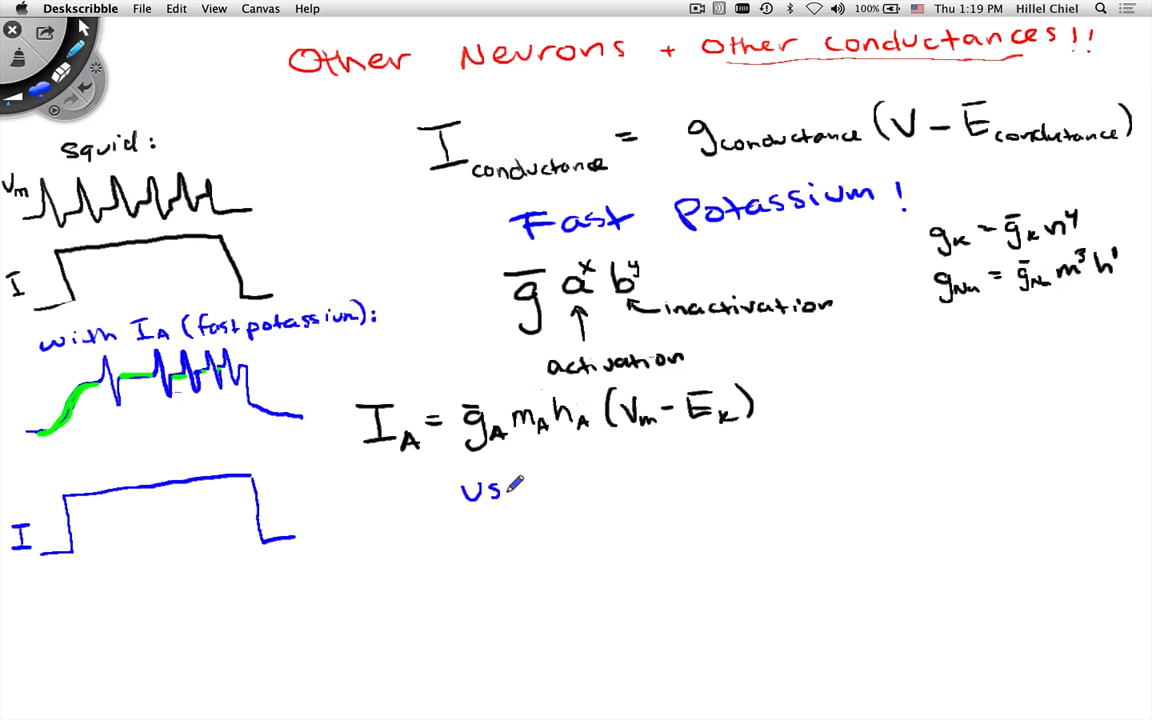 Deskscribble File Edit View Canvas Help 100% Thu 1:19 PM Hillel Chiel
Other Neurons + Other conductances!!
squid:
Vm
I
I conductance = g conductance (V - E conductance)
Fast Potassium!
gK = ḡK n⁴
gNa = ḡNa m³ h¹
ḡ aˣ bʸ
inactivation
activation
with IA (fast potassium):
IA = ḡA mA hA (Vm - EK)
us
I